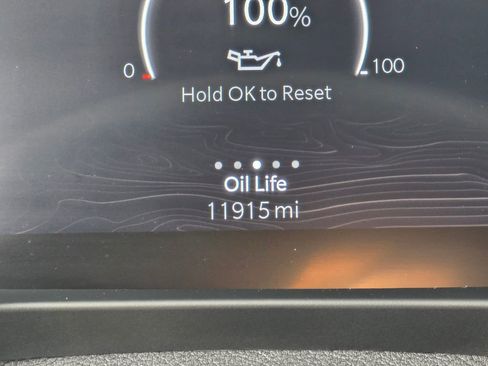 100%
0
100
Hold OK to Reset
Oil Life
11915 mi